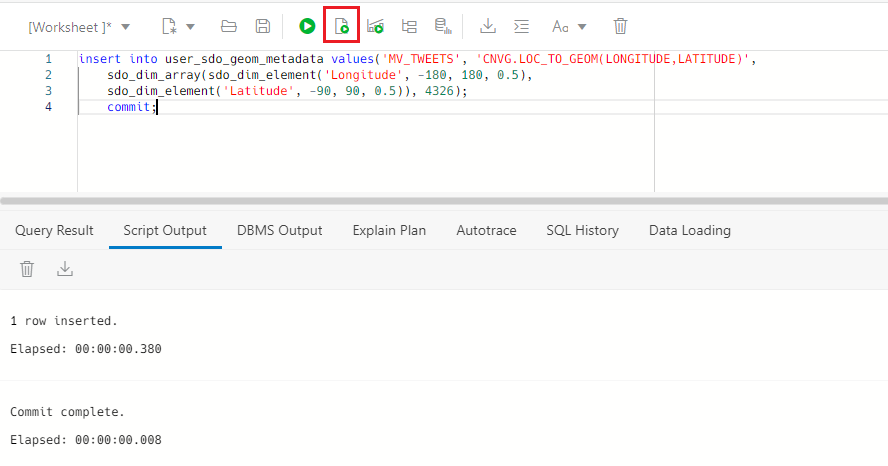 [Worksheet ]*
Aa
1 insert into user_sdo_geom_metadata values('MV_TWEETS', 'CNVG.LOC_TO_GEOM(LONGITUDE,LATITUDE)',
2 sdo_dim_array(sdo_dim_element('Longitude', -180, 180, 0.5),
3 sdo_dim_element('Latitude', -90, 90, 0.5)), 4326);
4 commit;
Query Result Script Output DBMS Output Explain Plan Autotrace SQL History Data Loading
1 row inserted.
Elapsed: 00:00:00.380
Commit complete.
Elapsed: 00:00:00.008